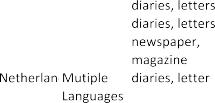 diaries, letters
diaries, letters
newspaper,
magazine
Netherlan Mutiple diaries, letter
Languages